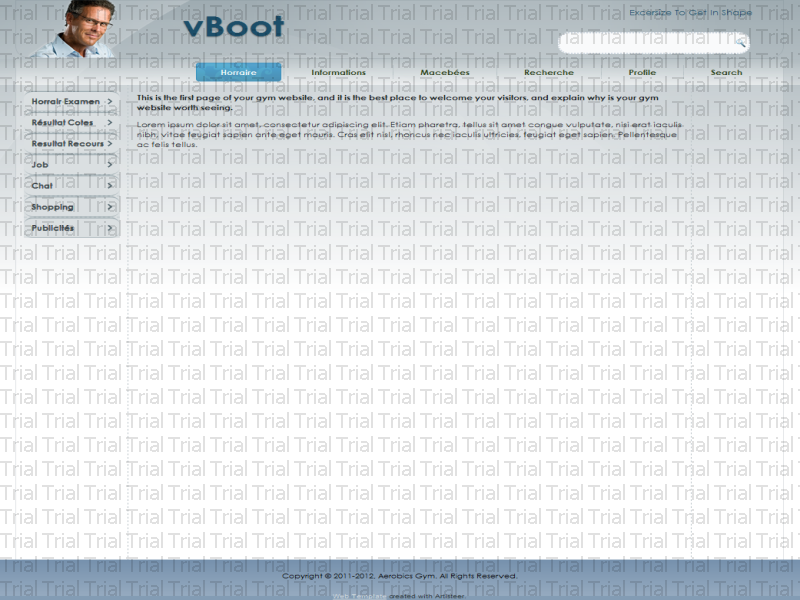 vBoot
Excersize To Get In Shape
Horraire
Informations
Macebées
Recherche
Profile
Search
Horrair Examen >
Résultat Cotes >
Resultat Recours >
Job >
Chat >
Shopping >
Publicités >
This is the first page of your gym website, and it is the best place to welcome your visitors, and explain why is your gym
website worth seeing.
Lorem ipsum dolor sit amet, consectetur adipiscing elit. Etiam pharetra, tellus sit amet congue vulputate, nisi erat iaculis
nibh, vitae feugiat sapien ante eget mauris. Cras elit nisl, rhoncus nec iaculis ultricies, feugiat eget sapien. Pellentesque
ac felis tellus.
Copyright © 2011-2012, Aerobics Gym. All Rights Reserved.
Web Template created with Artisteer.
Trial